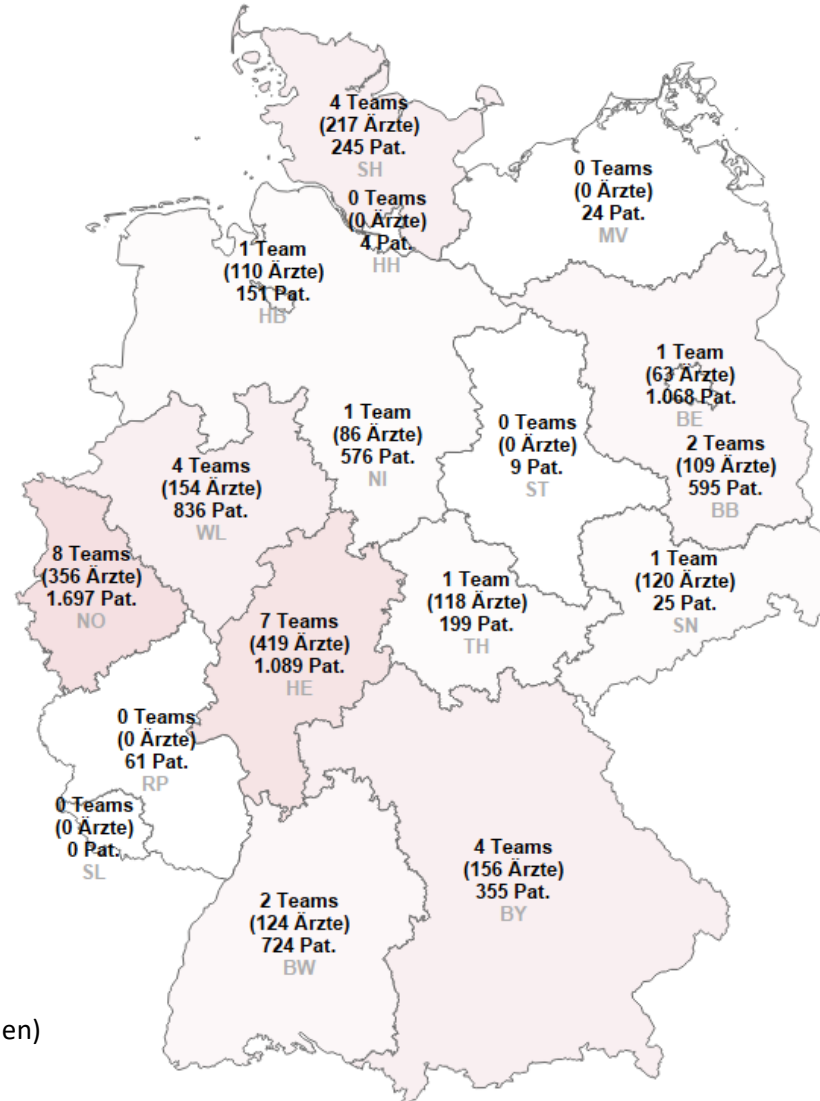 4 Teams
(217 Ärzte)
245 Pat.
SH
0 Teams
(0 Ärzte)
24 Pat.
MV
0 Teams
(0 Ärzte)
4 Pat.
HH
1 Team
(110 Ärzte)
151 Pat.
HB
1 Team
(63 Ärzte)
1.068 Pat.
BE
1 Team
(86 Ärzte)
576 Pat.
NI
0 Teams
(0 Ärzte)
9 Pat.
ST
2 Teams
(109 Ärzte)
595 Pat.
BB
4 Teams
(154 Ärzte)
836 Pat.
WL
8 Teams
(356 Ärzte)
1.697 Pat.
NO
7 Teams
(419 Ärzte)
1.089 Pat.
HE
1 Team
(118 Ärzte)
199 Pat.
TH
1 Team
(120 Ärzte)
25 Pat.
SN
0 Teams
(0 Ärzte)
61 Pat.
RP
0 Teams
(0 Ärzte)
0 Pat.
SL
2 Teams
(124 Ärzte)
724 Pat.
BW
4 Teams
(156 Ärzte)
355 Pat.
BY
en)